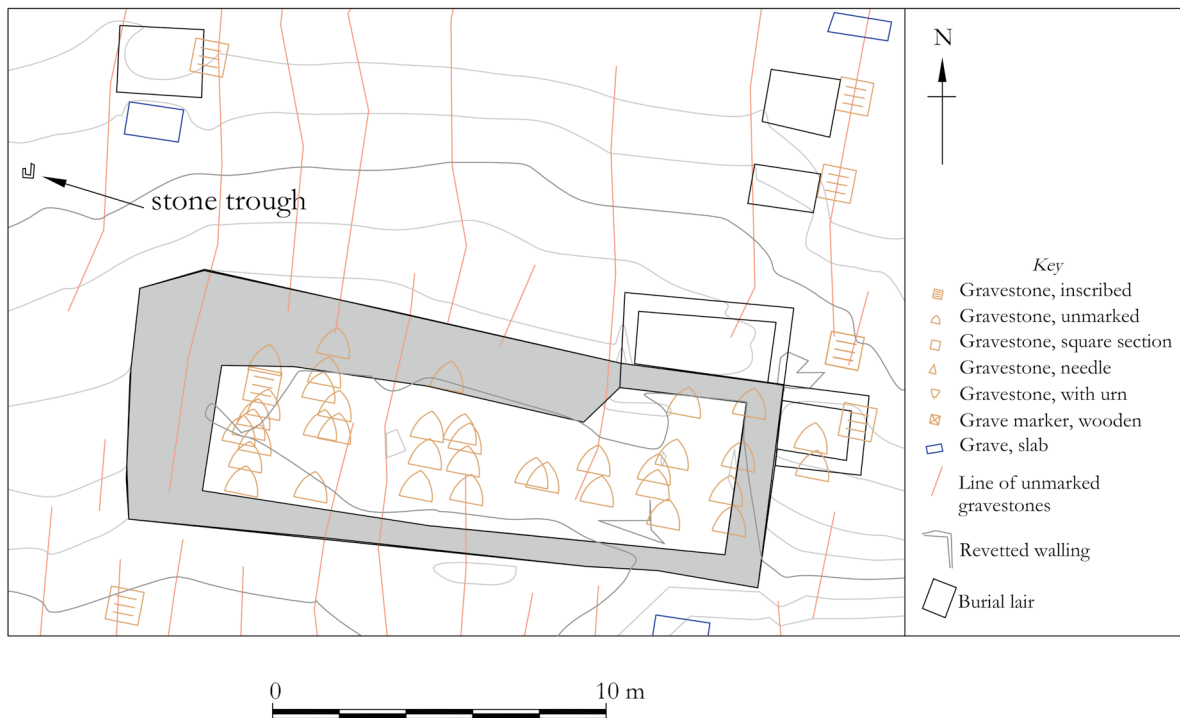 N
stone trough
Key
Gravestone, inscribed
Gravestone, unmarked
Gravestone, square section
Gravestone, needle
Gravestone, with urn
Grave marker, wooden
Grave, slab
Line of unmarked
gravestones
Revetted walling
Burial lair
0 10 m